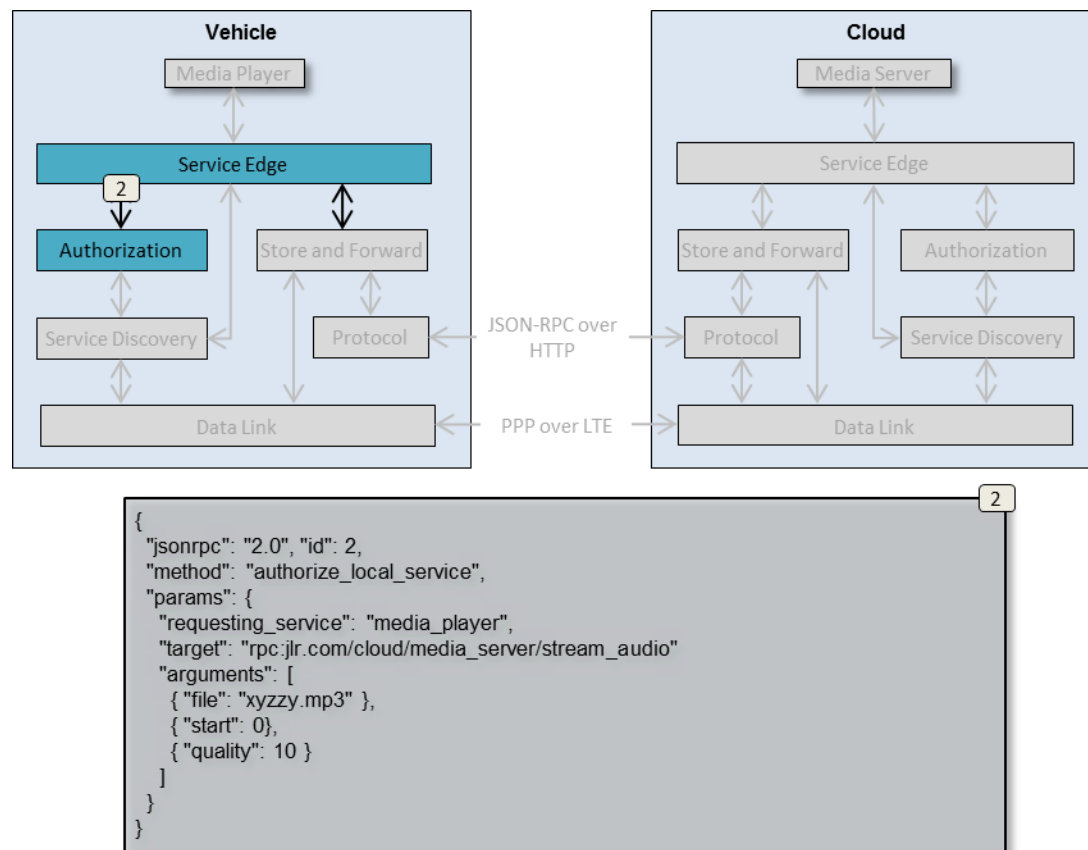 Vehicle
Media Player
Service Edge
2
Authorization
Store and Forward
Service Discovery
Protocol
Data Link
JSON-RPC over
HTTP
PPP over LTE
Cloud
Media Server
Service Edge
Store and Forward
Authorization
Protocol
Service Discovery
Data Link
2
{
"jsonrpc": "2.0", "id": 2,
"method": "authorize_local_service",
"params": {
"requesting_service": "media_player",
"target": "rpc:jlr.com/cloud/media_server/stream_audio"
"arguments": [
{ "file": "xyzzy.mp3" },
{ "start": 0},
{ "quality": 10 }
]
}
}